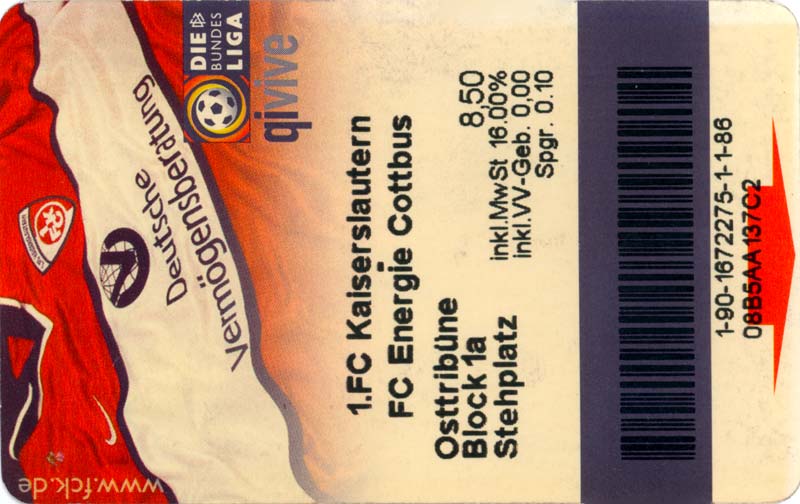 DIE
BUNDES
LIGA
qivive
Deutsche
Vermögensberatung
1.FC Kaiserslautern
FC Energie Cottbus
8,50
inkl.MwSt 16.00%
inkl.VV-Geb. 0,00
Spgr. 0.10
Osttribüne
Block 1a
Stehplatz
1-90-1672275-1-1-86
08B5AA137C2
www.fck.de